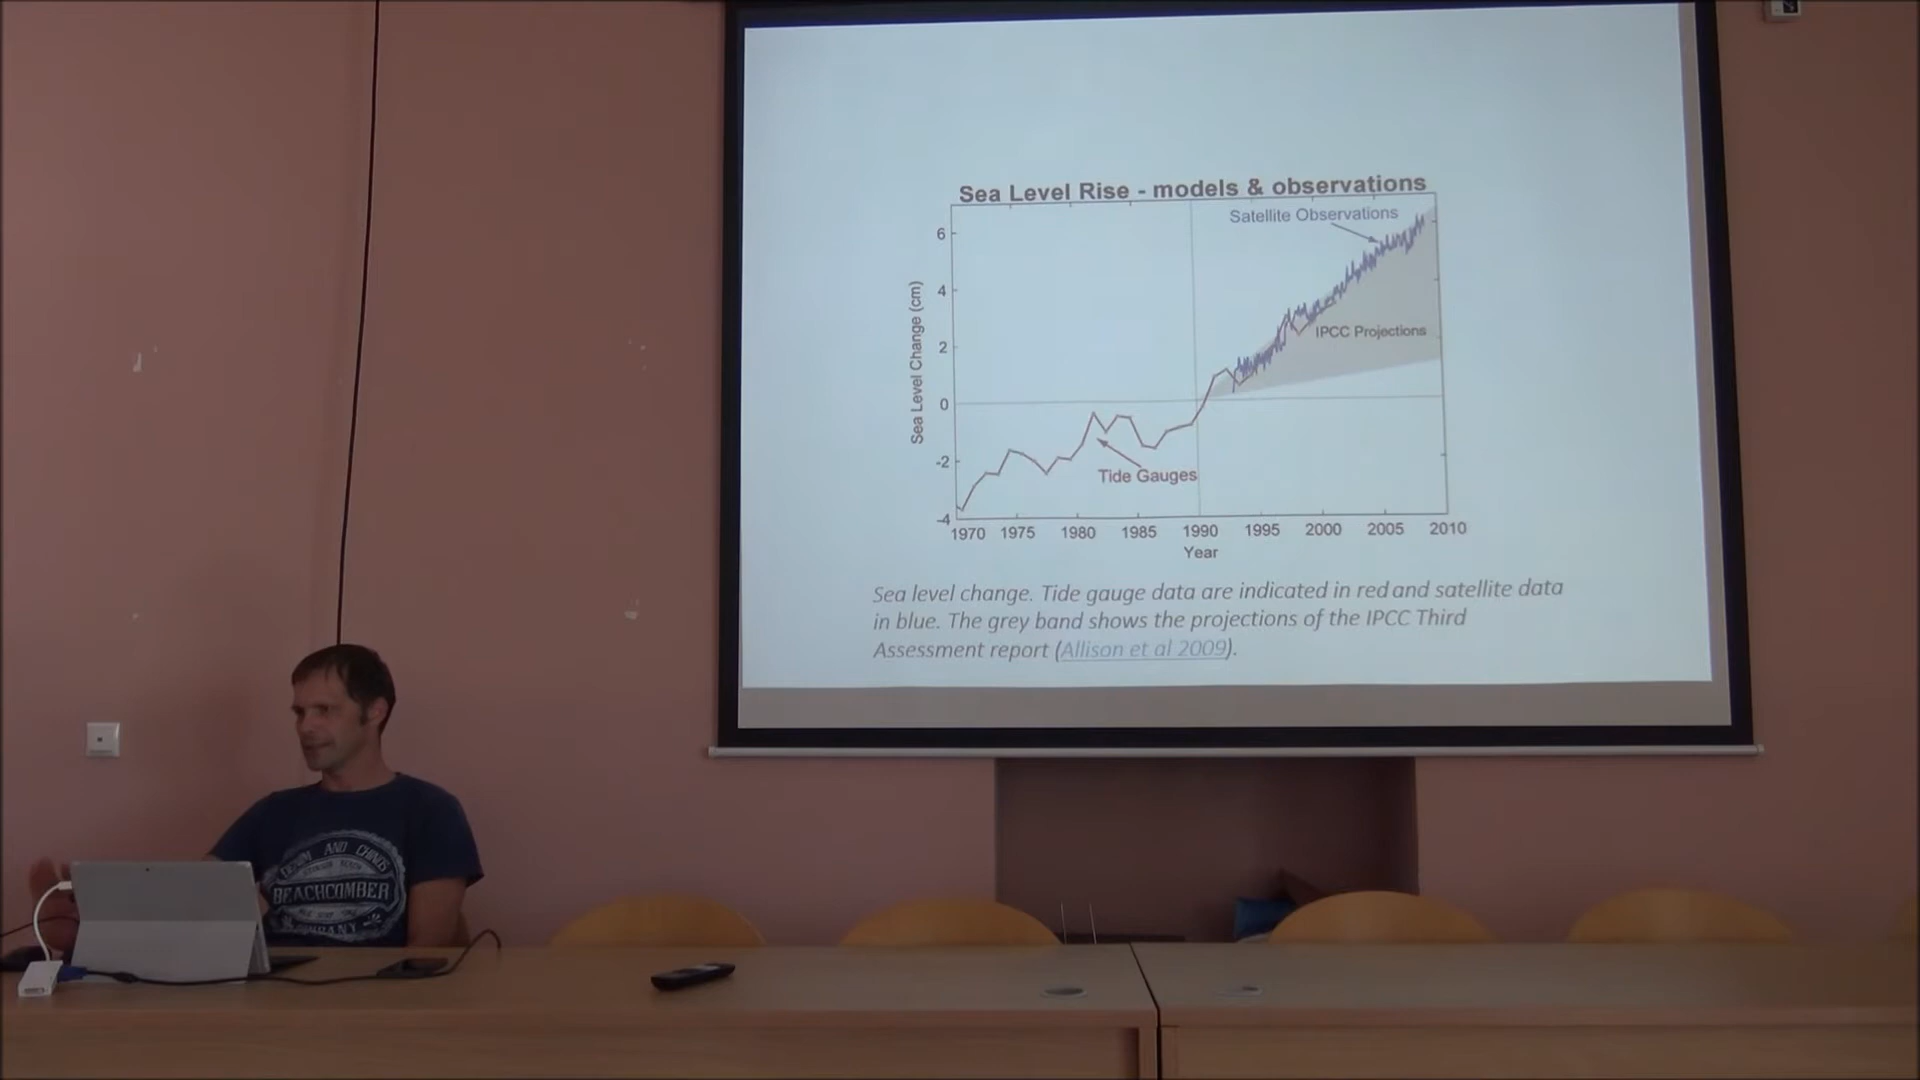 Sea Level Rise - models & observations
Satellite Observations
6
4
IPCC Projections
2
0
-2
Tide Gauges
-4
Sea Level Change (cm)
1970 1975 1980 1985 1990 1995 2000 2005 2010
Year
Sea level change. Tide gauge data are indicated in red and satellite data
in blue. The grey band shows the projections of the IPCC Third
Assessment report (Allison et al 2009).
AND CHINOS
BEACHCOMBER